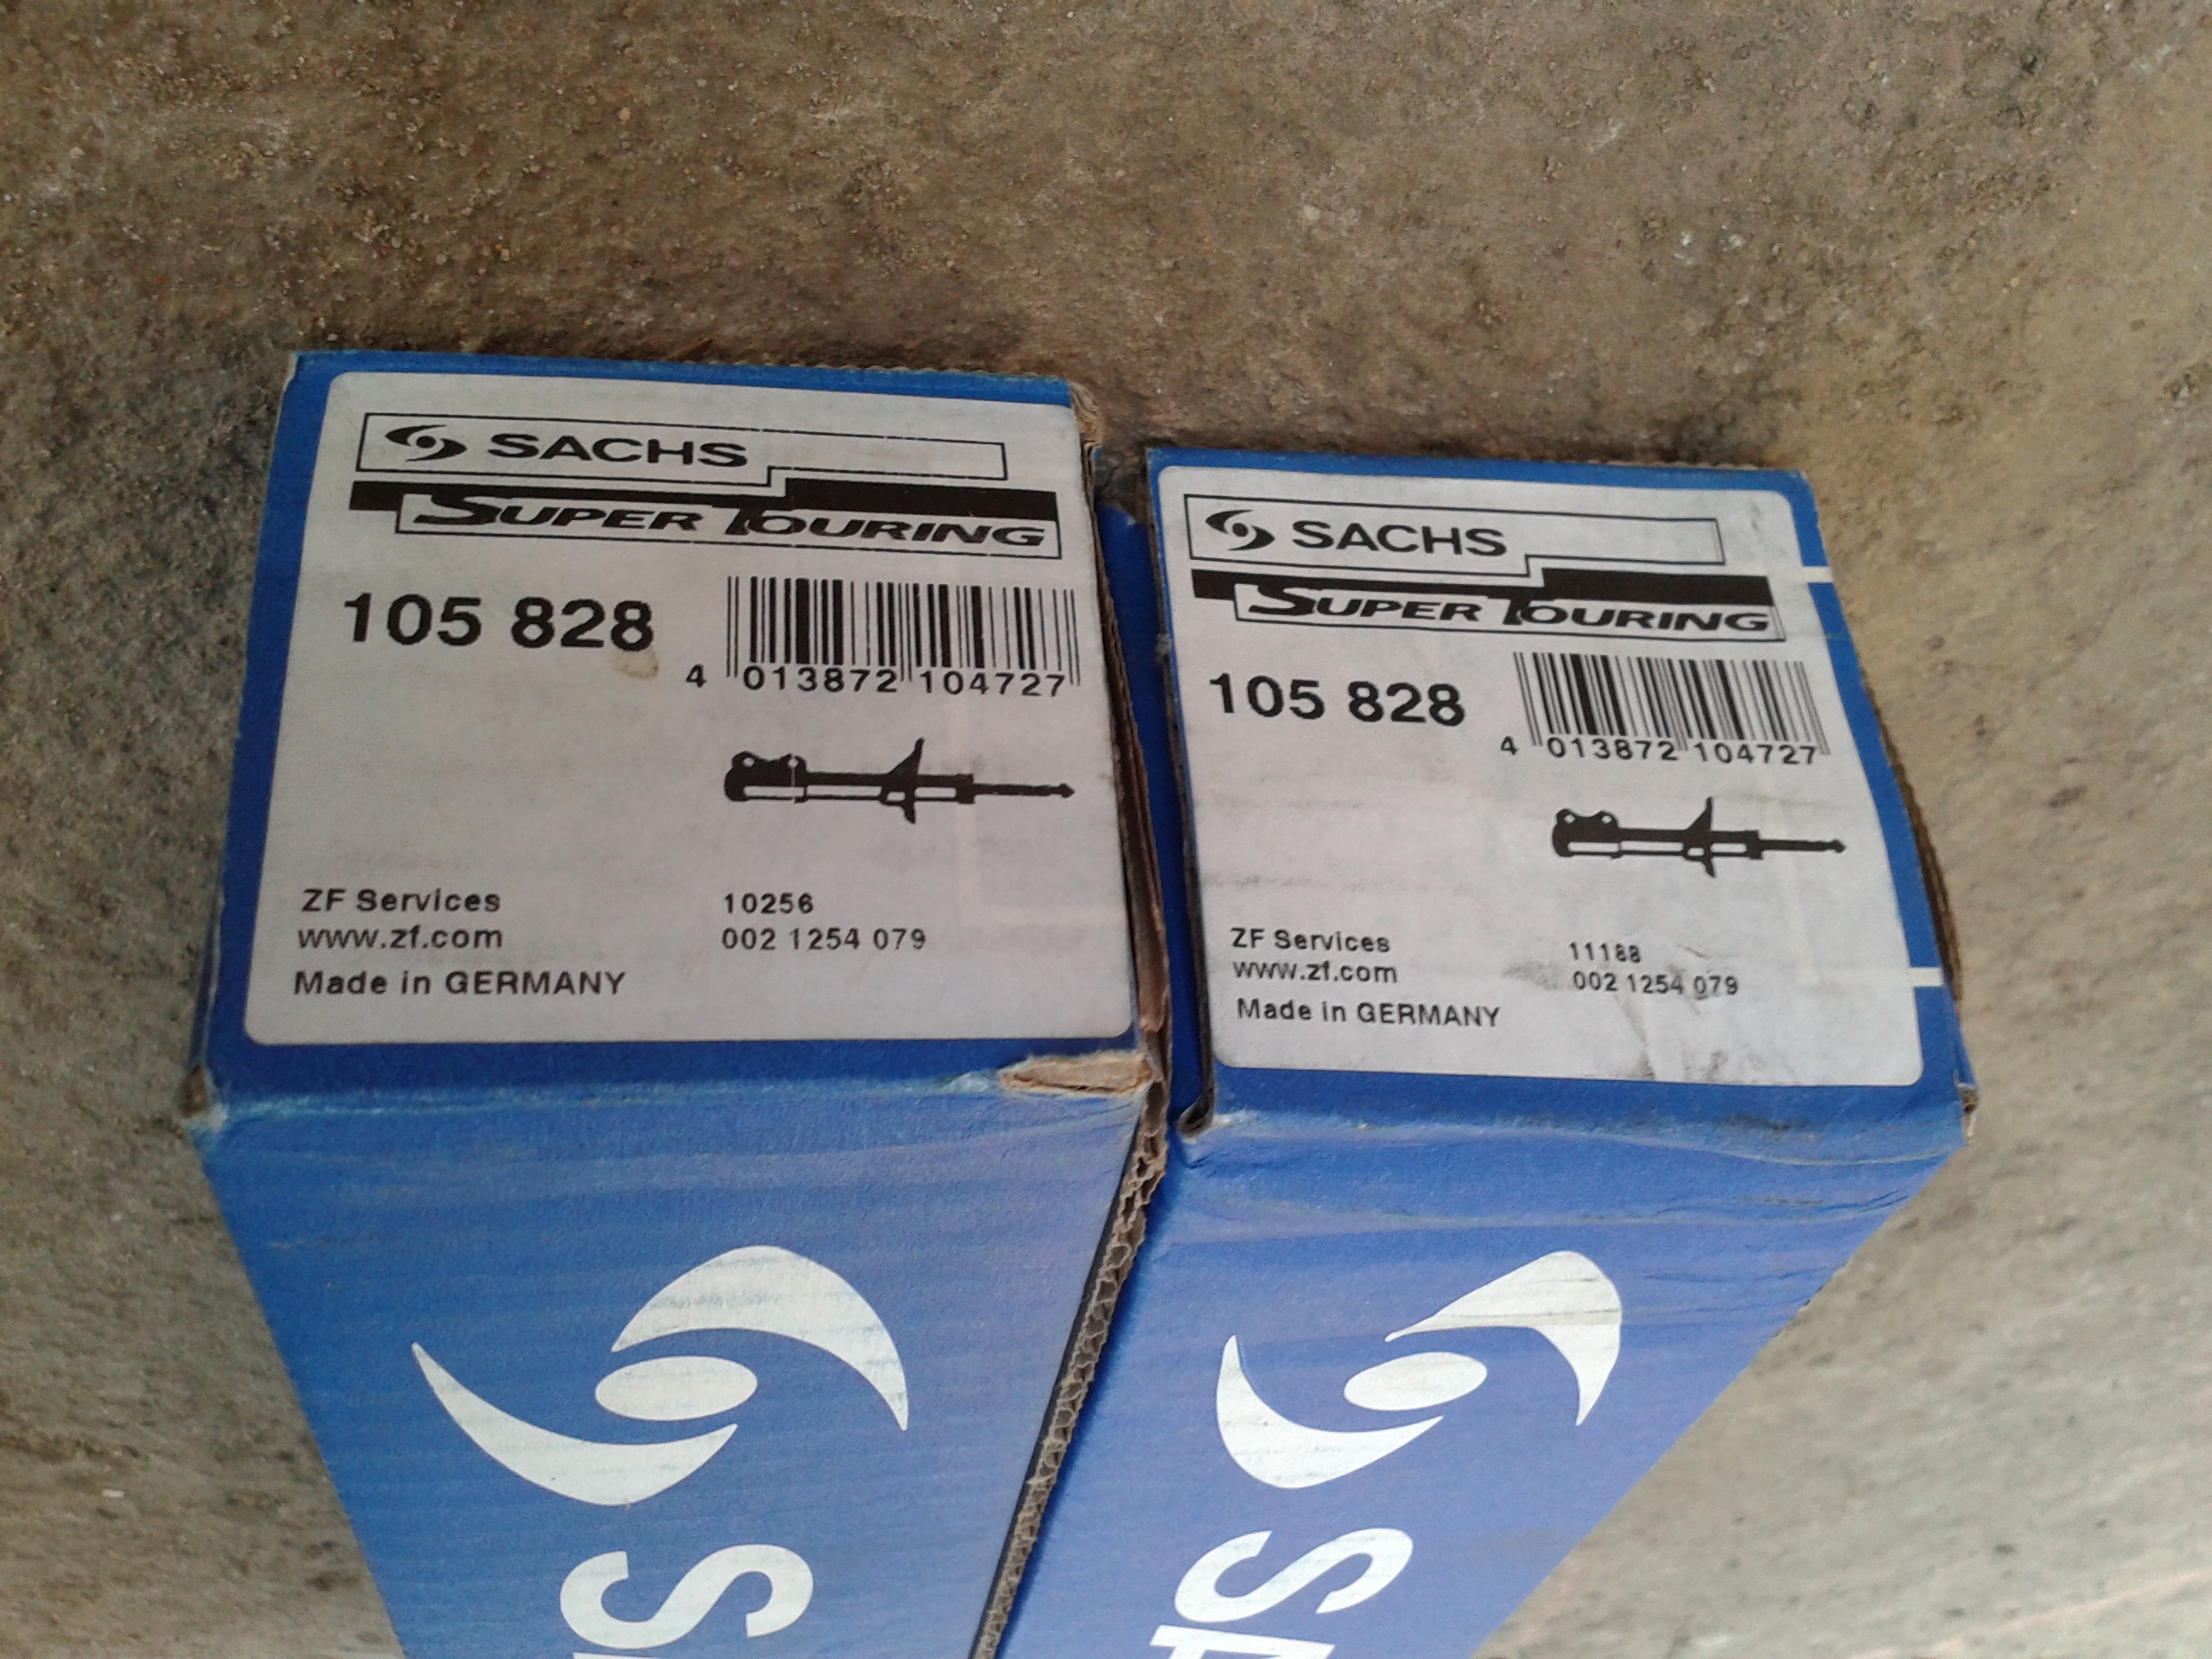 SACHS
SUPER TOURING
105 828
4 013872 104727
ZF Services
www.zf.com
Made in GERMANY
10256
002 1254 079
SACHS
SUPER TOURING
105 828
4 013872 104727
ZF Services
www.zf.com
Made in GERMANY
11188
002 1254 079
S
SA